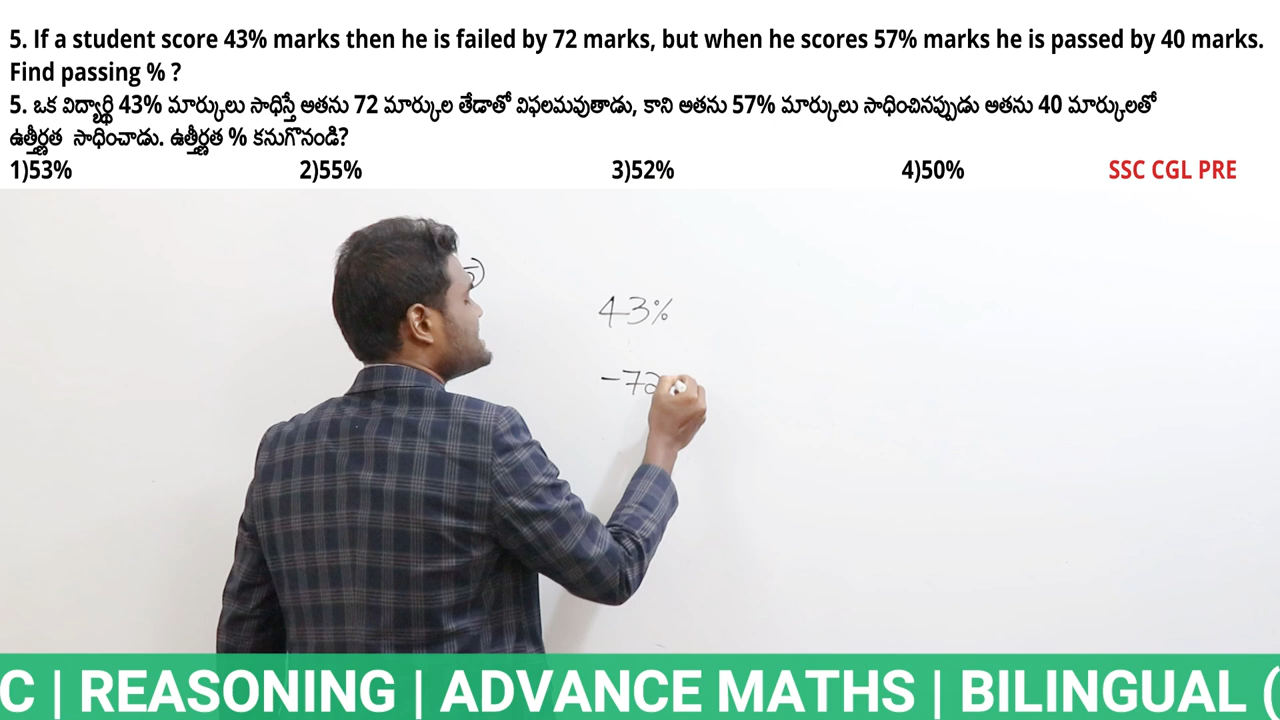 5. If a student score 43% marks then he is failed by 72 marks, but when he scores 57% marks he is passed by 40 marks.
Find passing % ?
5. ఒక విద్యార్థి 43% మార్కులు సాధిస్తే అతను 72 మార్కుల తేడాతో విఫలమవుతాడు, కాని అతను 57% మార్కులు సాధించినప్పుడు అతను 40 మార్కులతో
ఉత్తీర్ణత సాధించాడు. ఉత్తీర్ణత % కనుగొనండి?
1)53% 2)55% 3)52% 4)50% SSC CGL PRE
43%
-72
C | REASONING | ADVANCE MATHS | BILINGUAL (